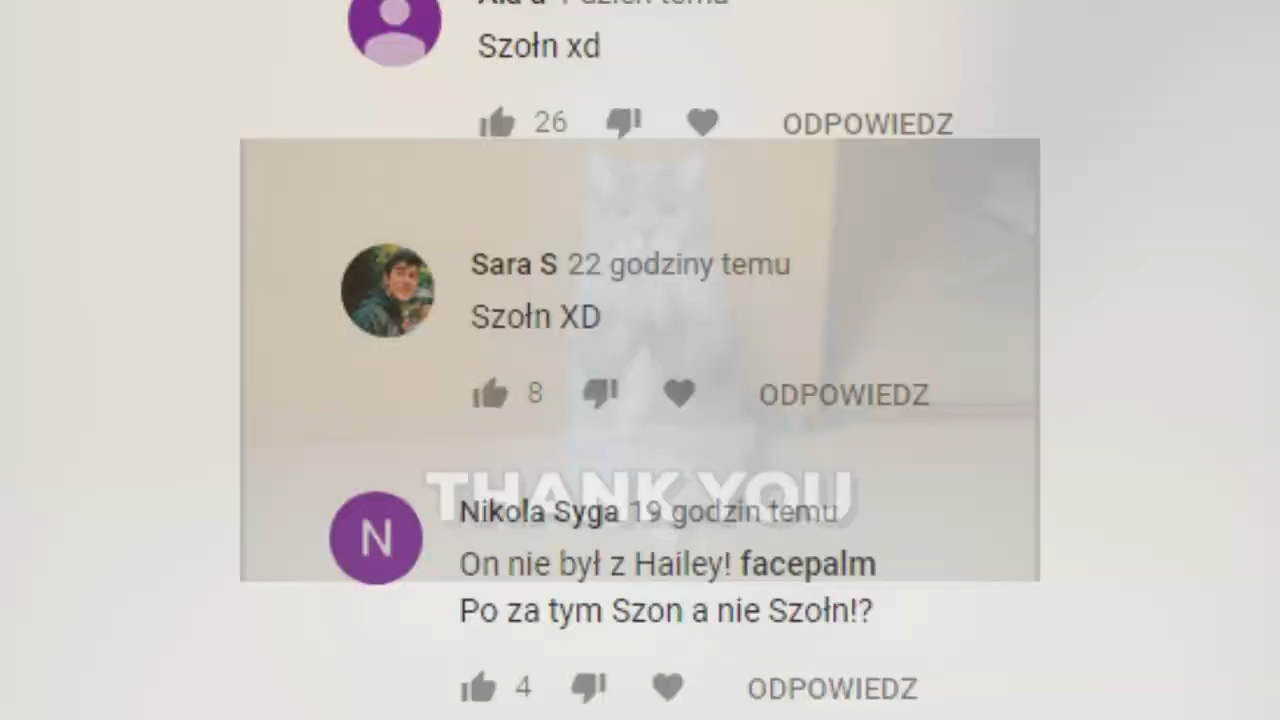 Szołn xd
26 ODPOWIEDZ
Sara S 22 godziny temu
Szołn XD
8 ODPOWIEDZ
THANK YOU
N
Nikola Syga 19 godzin temu
On nie był z Hailey! facepalm
Po za tym Szon a nie Szołn!?
4 ODPOWIEDZ